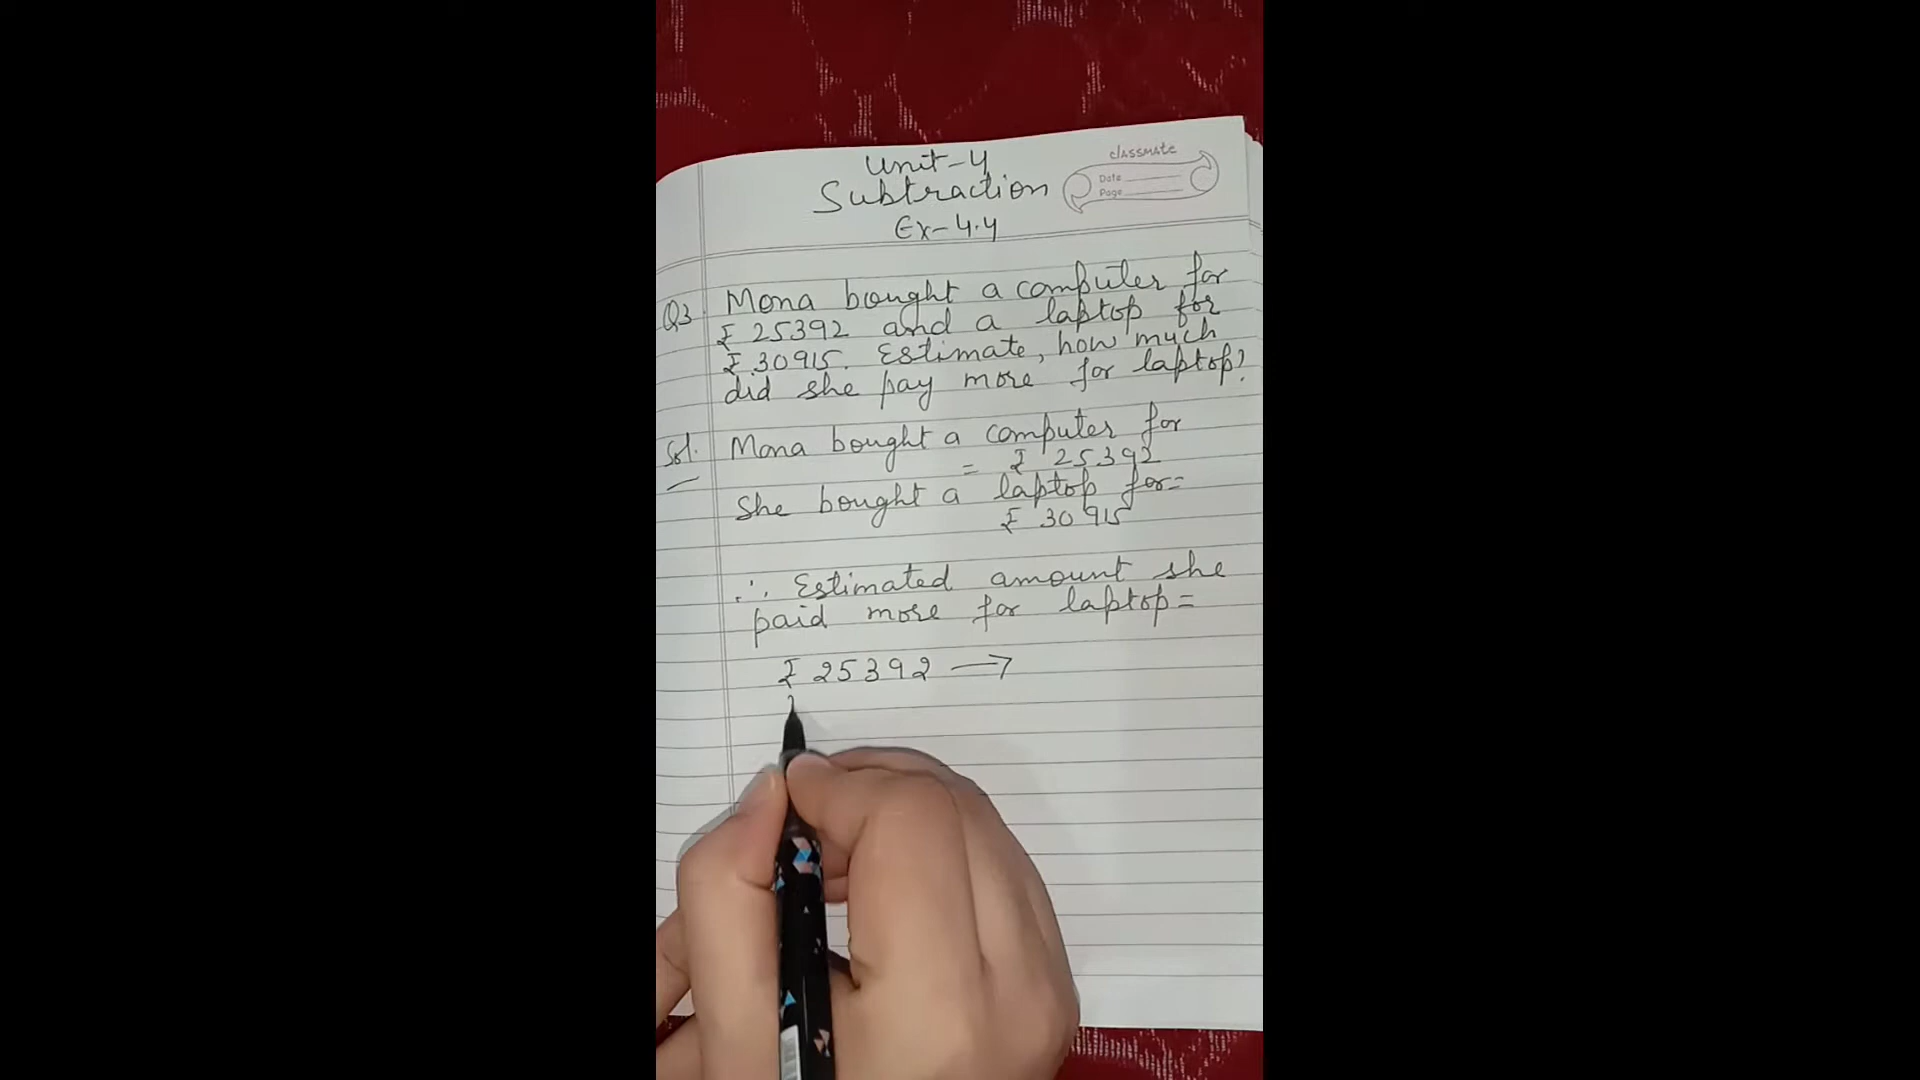 Unit-4
Subtraction
Ex-4.4
classmate
Date
Page
Q3. Mona bought a computer for
₹ 25392 and a laptop for
₹ 30915. Estimate, how much
did she pay more for laptop?
Sol. Mona bought a computer for
= ₹ 25392
She bought a laptop for=
₹ 30915
∴ Estimated amount she
paid more for laptop=
₹ 25392 →